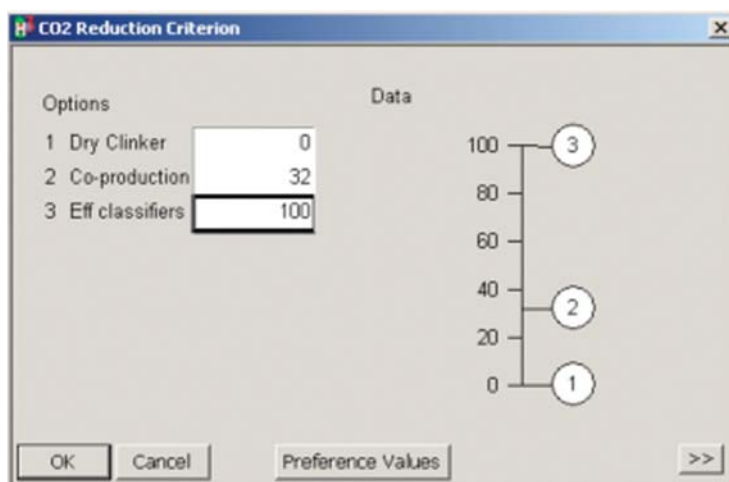 CO2 Reduction Criterion
Options
1 Dry Clinker 0
2 Co-production 32
3 Eff classifiers 100
Data
100
80
60
40
20
0
3
2
1
OK Cancel Preference Values >>